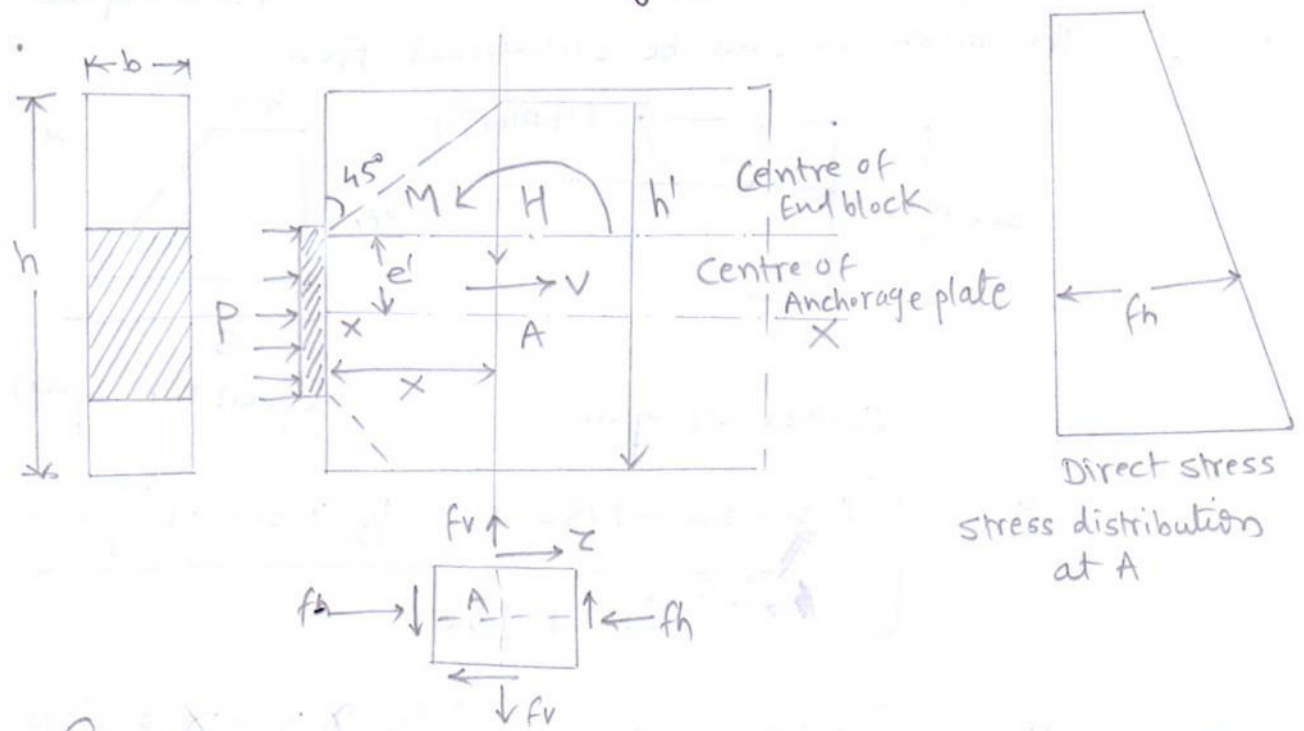 b
h
P
45°
M
H
h'
e'
V
x
A
X
x
Centre of
End block
Centre of
Anchorage plate
fh
Direct stress
stress distribution
at A
fv
τ
fh
A
fh
fv